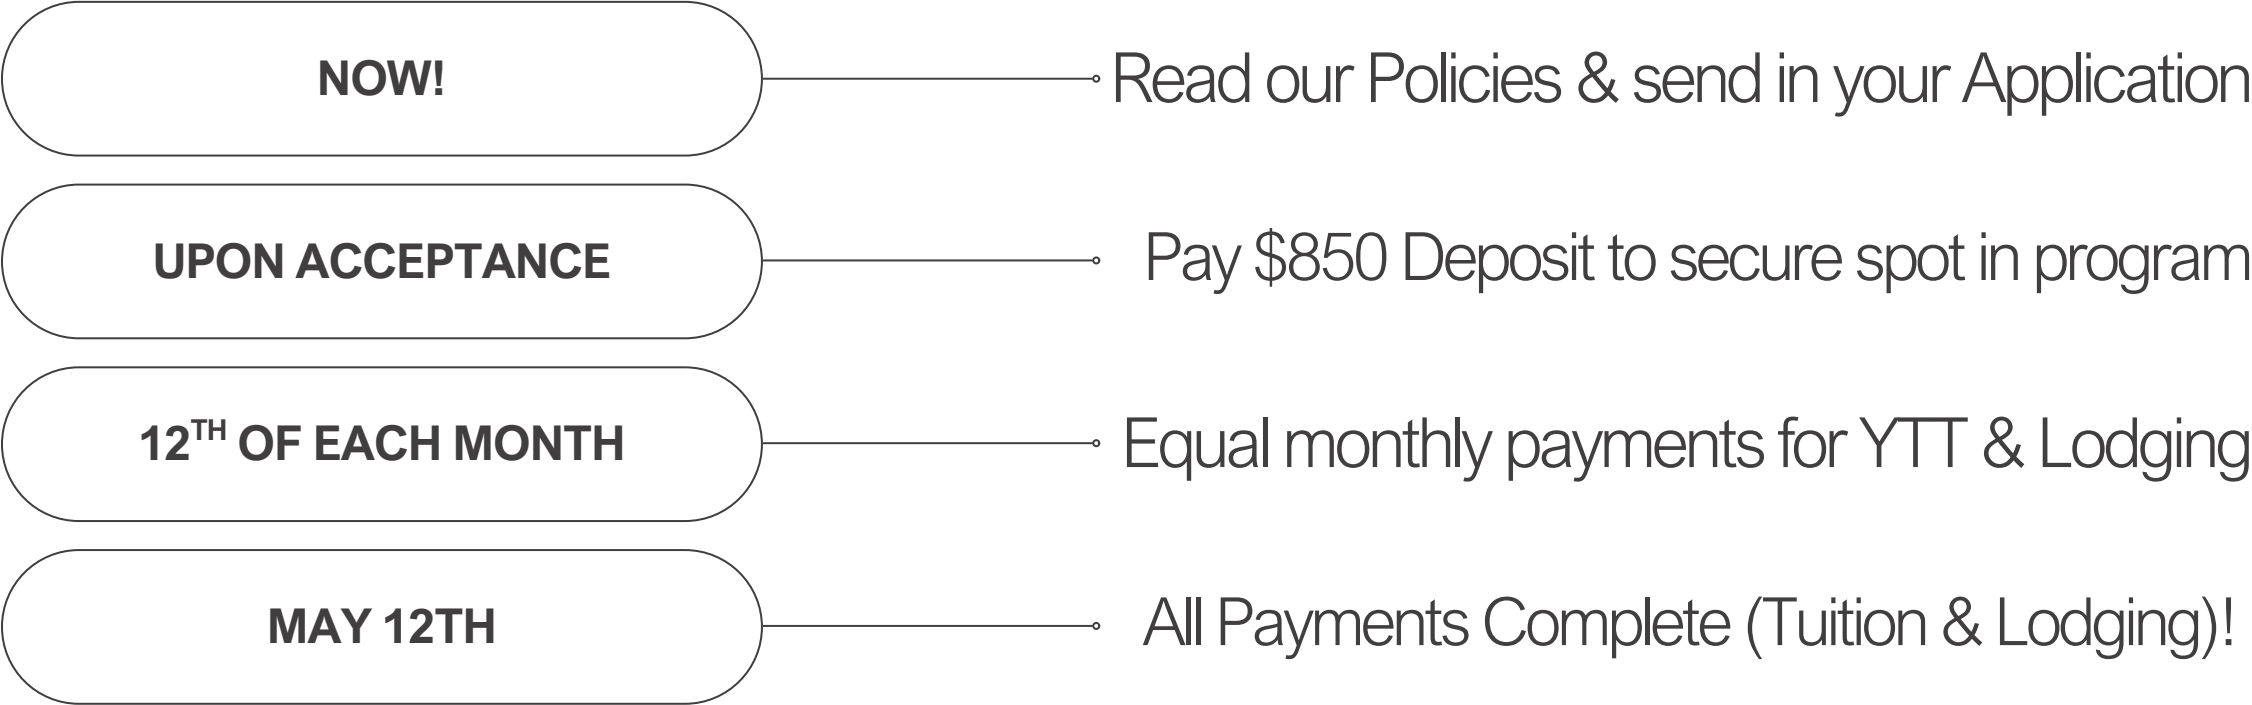 NOW!
Read our Policies & send in your Application
UPON ACCEPTANCE
Pay $850 Deposit to secure spot in program
12TH OF EACH MONTH
Equal monthly payments for YTT & Lodging
MAY 12TH
All Payments Complete (Tuition & Lodging)!